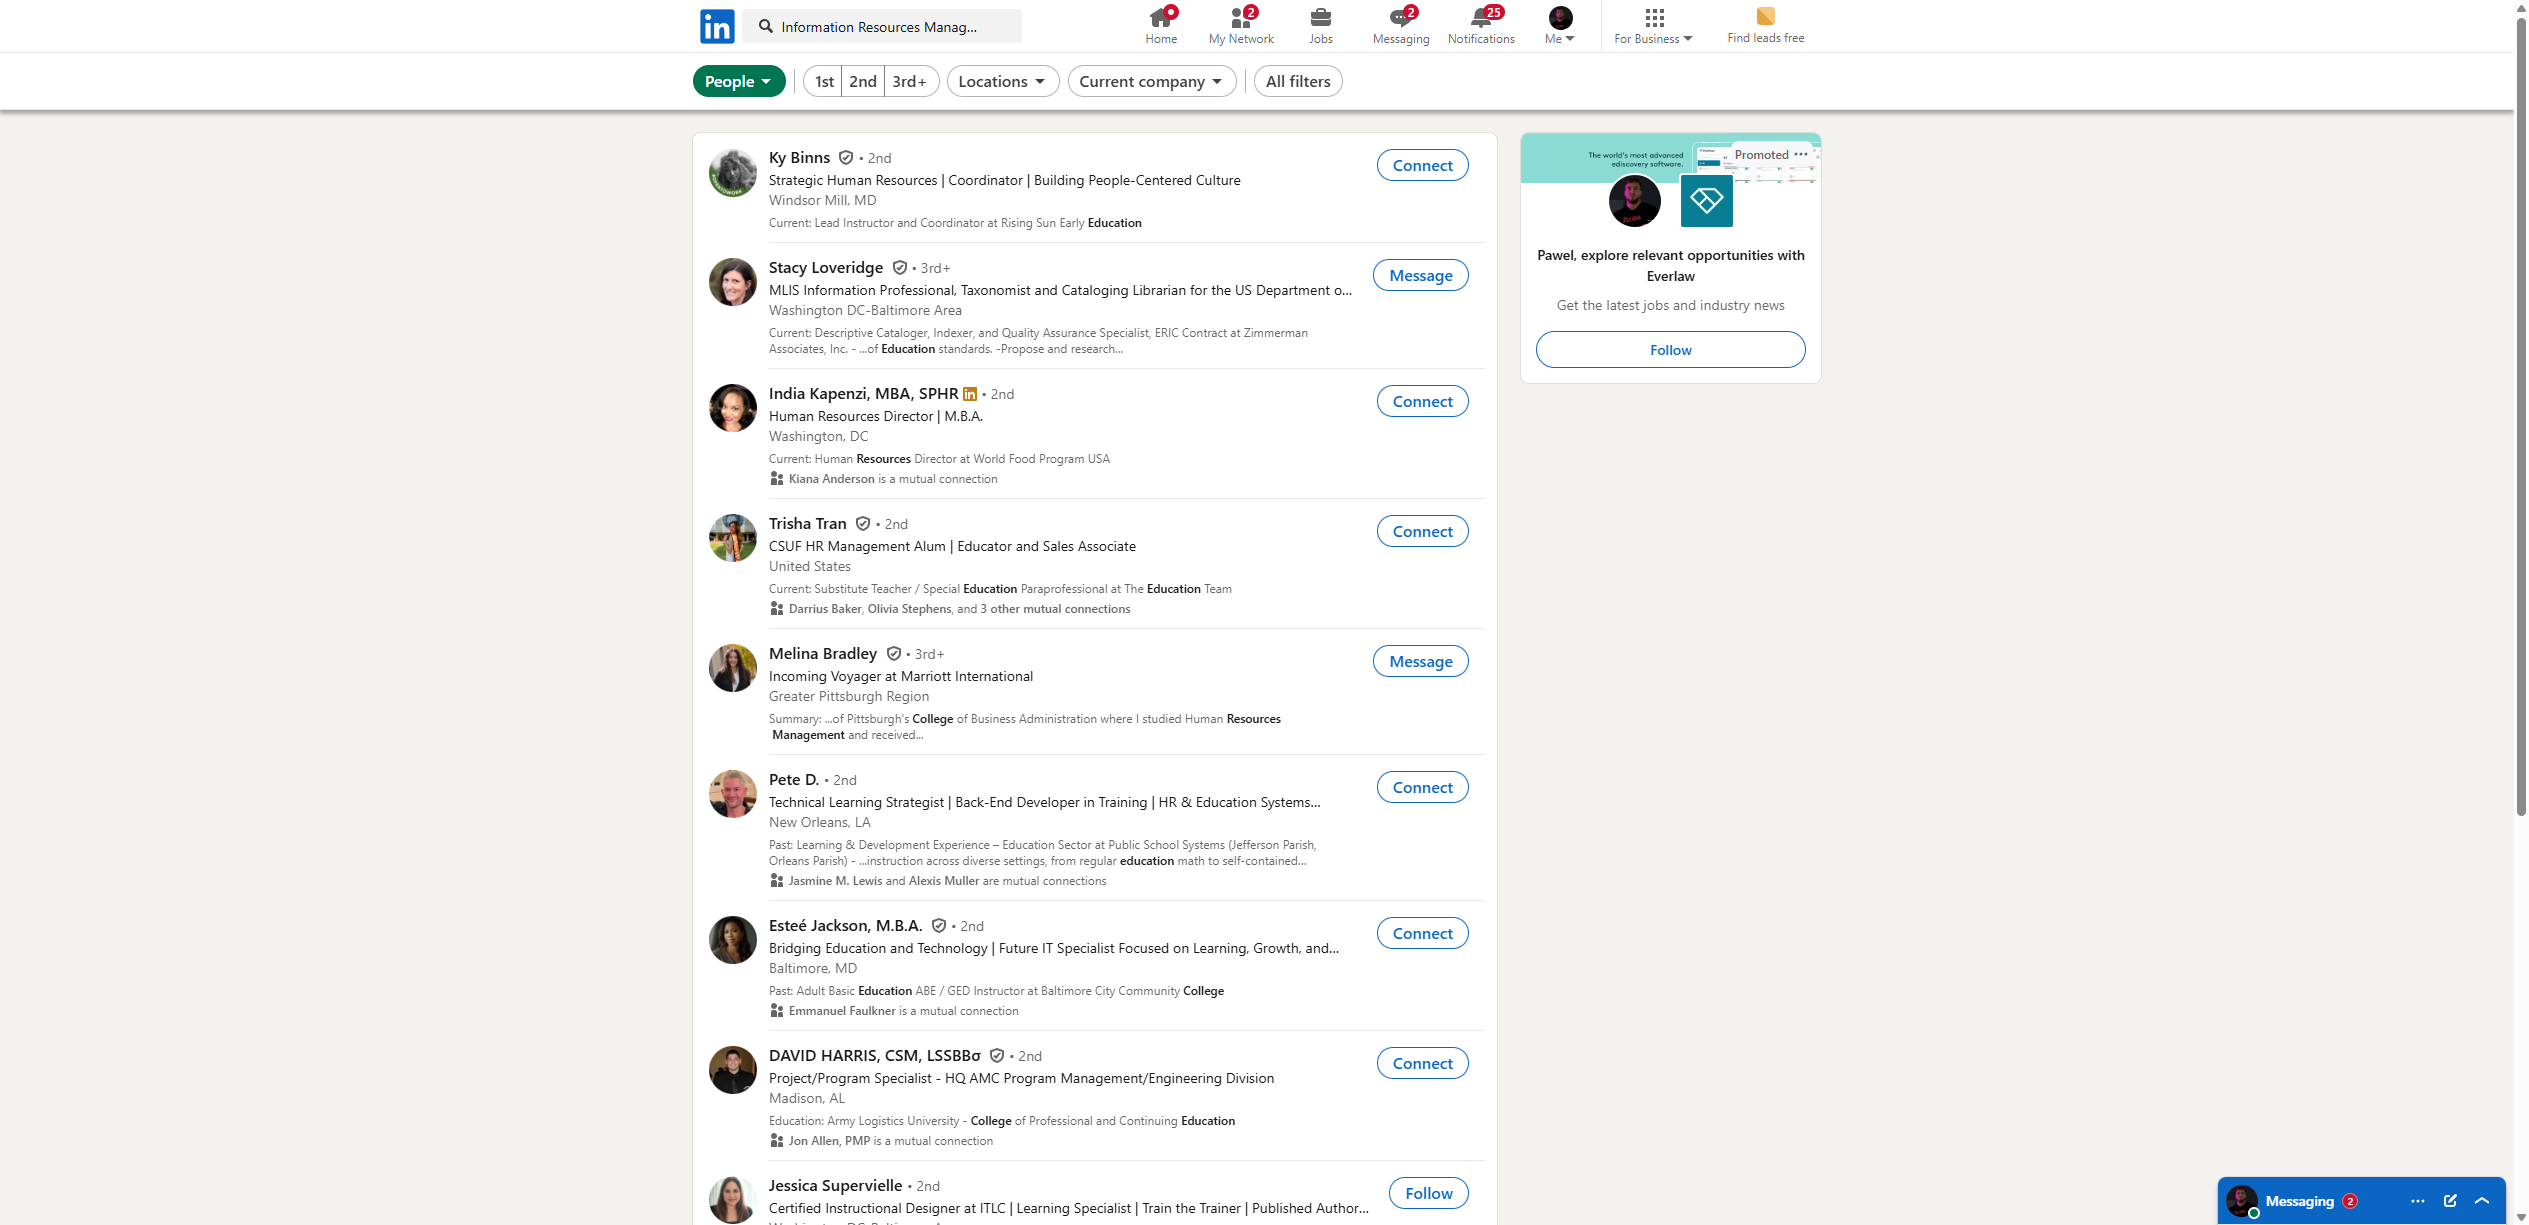 in
Information Resources Manag...
Home
2
My Network
Jobs
2
Messaging
25
Notifications
Me
For Business
Find leads free
People
1st
2nd
3rd+
Locations
Current company
All filters
Ky Binns • 2nd
Connect
Strategic Human Resources | Coordinator | Building People-Centered Culture
Windsor Mill, MD
Current: Lead Instructor and Coordinator at Rising Sun Early Education
Stacy Loveridge • 3rd+
Message
MLIS Information Professional, Taxonomist and Cataloging Librarian for the US Department o...
Washington DC-Baltimore Area
Current: Descriptive Cataloger, Indexer, and Quality Assurance Specialist, ERIC Contract at Zimmerman
Associates, Inc. - ...of Education standards. -Propose and research...
India Kapenzi, MBA, SPHR in • 2nd
Connect
Human Resources Director | M.B.A.
Washington, DC
Current: Human Resources Director at World Food Program USA
Kiana Anderson is a mutual connection
Trisha Tran • 2nd
Connect
CSUF HR Management Alum | Educator and Sales Associate
United States
Current: Substitute Teacher / Special Education Paraprofessional at The Education Team
Darrius Baker, Olivia Stephens, and 3 other mutual connections
Melina Bradley • 3rd+
Message
Incoming Voyager at Marriott International
Greater Pittsburgh Region
Summary: ...of Pittsburgh's College of Business Administration where I studied Human Resources
Management and received...
Pete D. • 2nd
Connect
Technical Learning Strategist | Back-End Developer in Training | HR & Education Systems...
New Orleans, LA
Past: Learning & Development Experience – Education Sector at Public School Systems (Jefferson Parish,
Orleans Parish) - ...instruction across diverse settings, from regular education math to self-contained...
Jasmine M. Lewis and Alexis Muller are mutual connections
Esteé Jackson, M.B.A. • 2nd
Connect
Bridging Education and Technology | Future IT Specialist Focused on Learning, Growth, and...
Baltimore, MD
Past: Adult Basic Education ABE / GED Instructor at Baltimore City Community College
Emmanuel Faulkner is a mutual connection
DAVID HARRIS, CSM, LSSBBσ • 2nd
Connect
Project/Program Specialist - HQ AMC Program Management/Engineering Division
Madison, AL
Education: Army Logistics University - College of Professional and Continuing Education
Jon Allen, PMP is a mutual connection
Jessica Supervielle • 2nd
Follow
Certified Instructional Designer at ITLC | Learning Specialist | Train the Trainer | Published Author...
The world's most advanced
ediscovery software.
Promoted
Pawel, explore relevant opportunities with
Everlaw
Get the latest jobs and industry news
Follow
Messaging 2